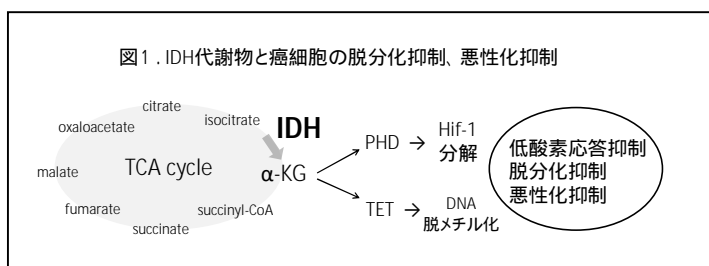 図1 . IDH代謝物と癌細胞の脱分化抑制、悪性化抑制
citrate
isocitrate
IDH
oxaloacetate
TCA cycle
malate
α-KG
fumarate
succinyl-CoA
succinate
PHD → Hif-1
分解
TET → DNA
脱メチル化
低酸素応答抑制
脱分化抑制
悪性化抑制